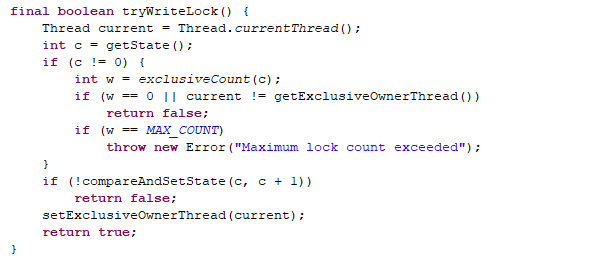 final boolean tryWriteLock() {
    Thread current = Thread.currentThread();
    int c = getState();
    if (c != 0) {
        int w = exclusiveCount(c);
        if (w == 0 || current != getExclusiveOwnerThread())
            return false;
        if (w == MAX_COUNT)
            throw new Error("Maximum lock count exceeded");
    }
    if (!compareAndSetState(c, c + 1))
        return false;
    setExclusiveOwnerThread(current);
    return true;
}